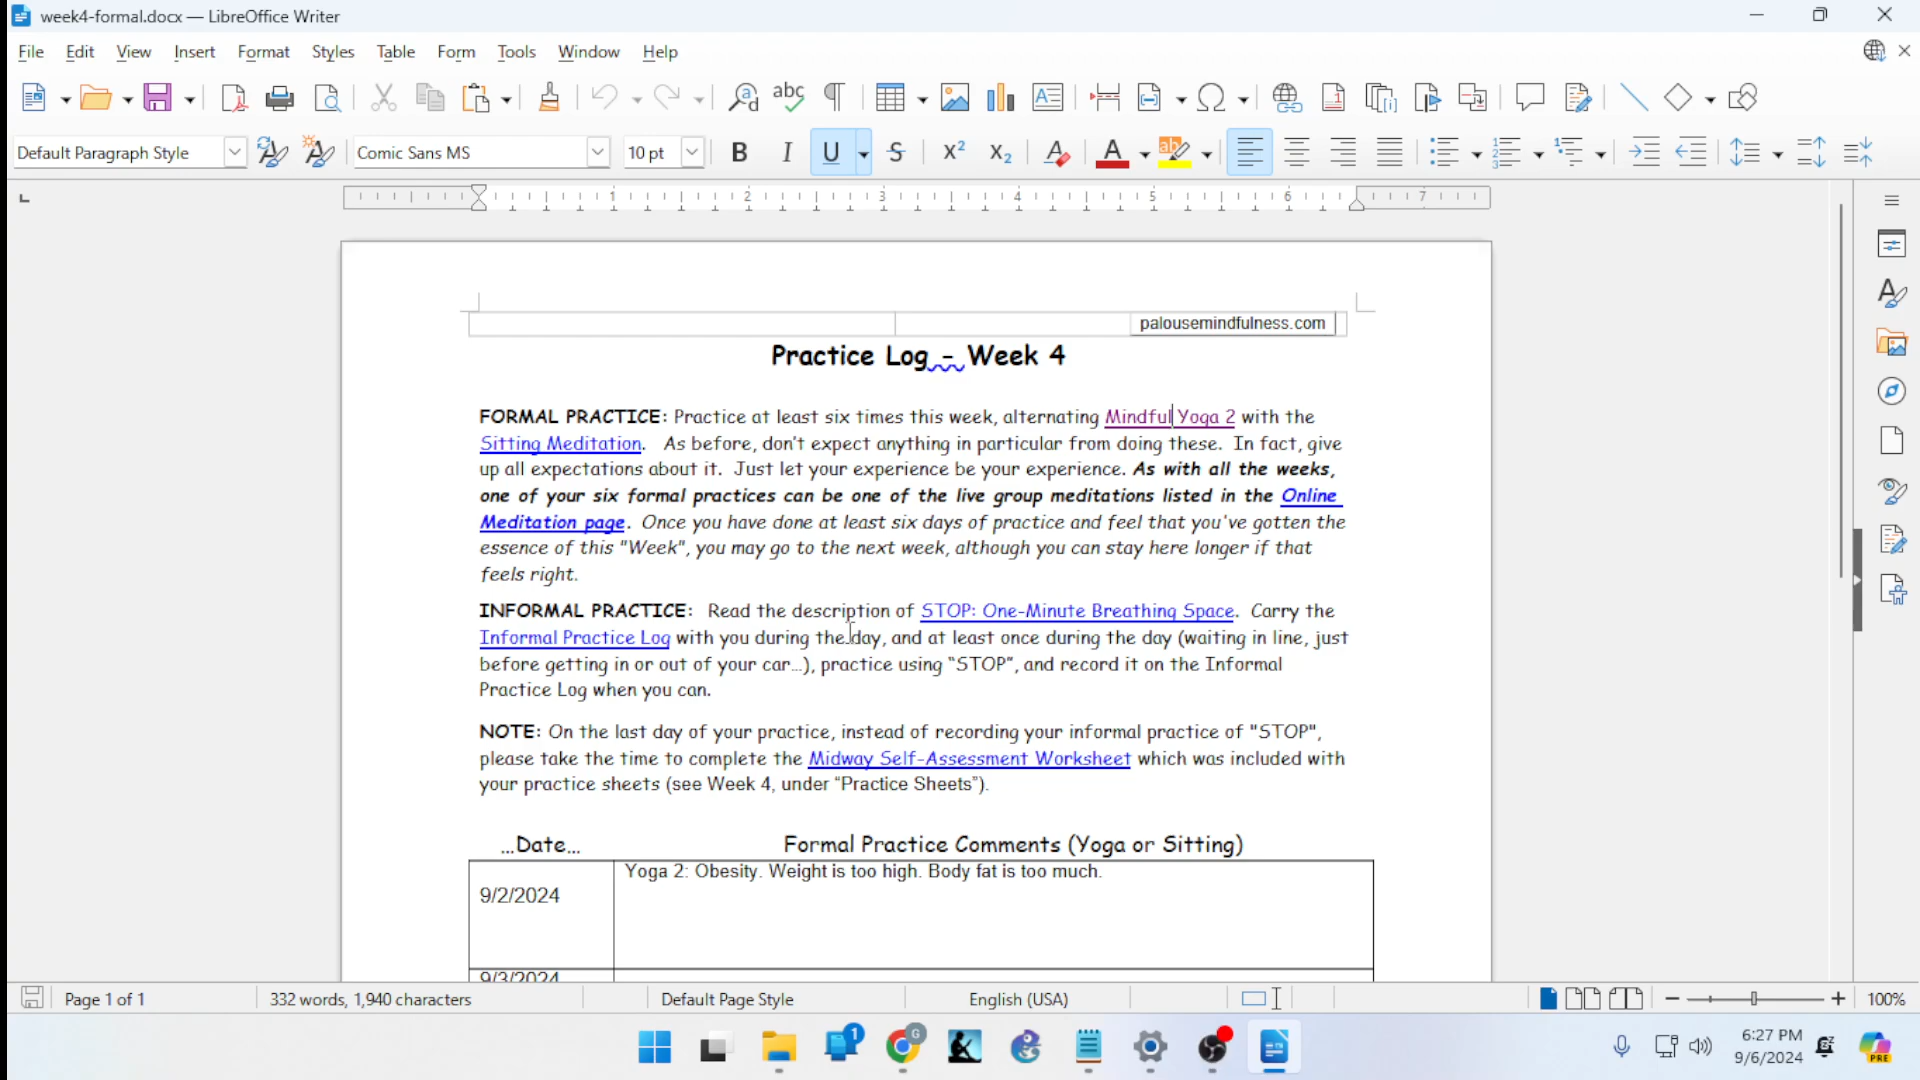 week4-formal.docx — LibreOffice Writer
File Edit View Insert Format Styles Table Form Tools Window Help
Default Paragraph Style Comic Sans MS 10 pt
1 2 3 4 5 6 7
palousemindfulness.com
Practice Log - Week 4
FORMAL PRACTICE: Practice at least six times this week, alternating Mindful Yoga 2 with the
Sitting Meditation. As before, don't expect anything in particular from doing these. In fact, give
up all expectations about it. Just let your experience be your experience. As with all the weeks,
one of your six formal practices can be one of the live group meditations listed in the Online
Meditation page. Once you have done at least six days of practice and feel that you've gotten the
essence of this "Week", you may go to the next week, although you can stay here longer if that
feels right.
INFORMAL PRACTICE: Read the description of STOP: One-Minute Breathing Space. Carry the
Informal Practice Log with you during the day, and at least once during the day (waiting in line, just
before getting in or out of your car…), practice using “STOP”, and record it on the Informal
Practice Log when you can.
NOTE: On the last day of your practice, instead of recording your informal practice of "STOP",
please take the time to complete the Midway Self-Assessment Worksheet which was included with
your practice sheets (see Week 4, under “Practice Sheets”).
…Date… Formal Practice Comments (Yoga or Sitting)
Yoga 2: Obesity. Weight is too high. Body fat is too much.
9/2/2024
9/3/2024
Page 1 of 1 332 words, 1,940 characters Default Page Style English (USA) 100%
6:27 PM
9/6/2024